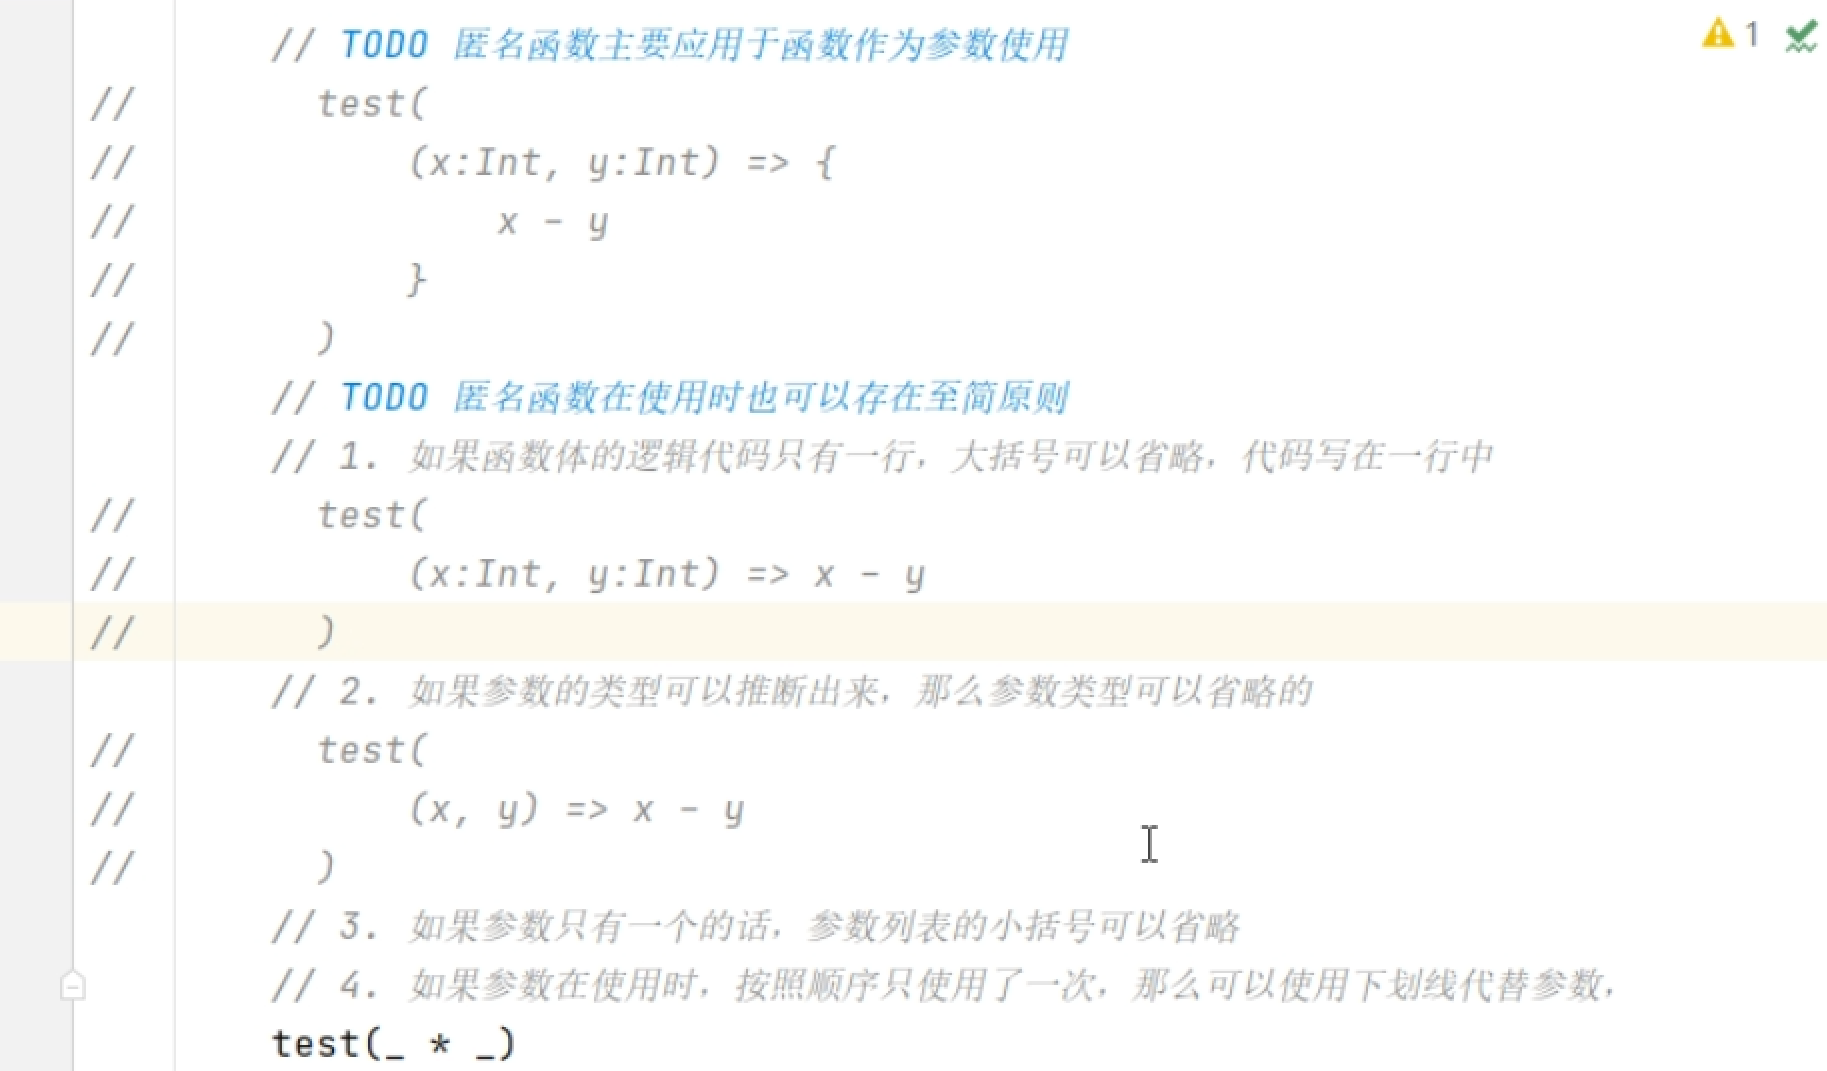 // TODO 匿名函数主要应用于函数作为参数使用
1
// test(
// (x:Int, y:Int) => {
// x - y
// }
// )
// TODO 匿名函数在使用时也可以存在至简原则
// 1. 如果函数体的逻辑代码只有一行，大括号可以省略，代码写在一行中
// test(
// (x:Int, y:Int) => x - y
// )
// 2. 如果参数的类型可以推断出来，那么参数类型可以省略的
// test(
// (x, y) => x - y
// )
// 3. 如果参数只有一个的话，参数列表的小括号可以省略
// 4. 如果参数在使用时，按照顺序只使用了一次，那么可以使用下划线代替参数，
test(_ * _)